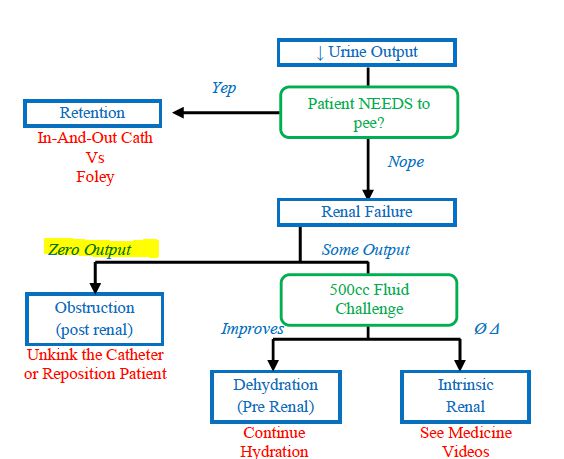 ↓ Urine Output
Yep
Patient NEEDS to
pee?
Retention
In-And-Out Cath
Vs
Foley
Nope
Renal Failure
Zero Output
Some Output
Obstruction
(post renal)
Unkink the Catheter
or Reposition Patient
500cc Fluid
Challenge
Improves
Ø Δ
Dehydration
(Pre Renal)
Continue
Hydration
Intrinsic
Renal
See Medicine
Videos